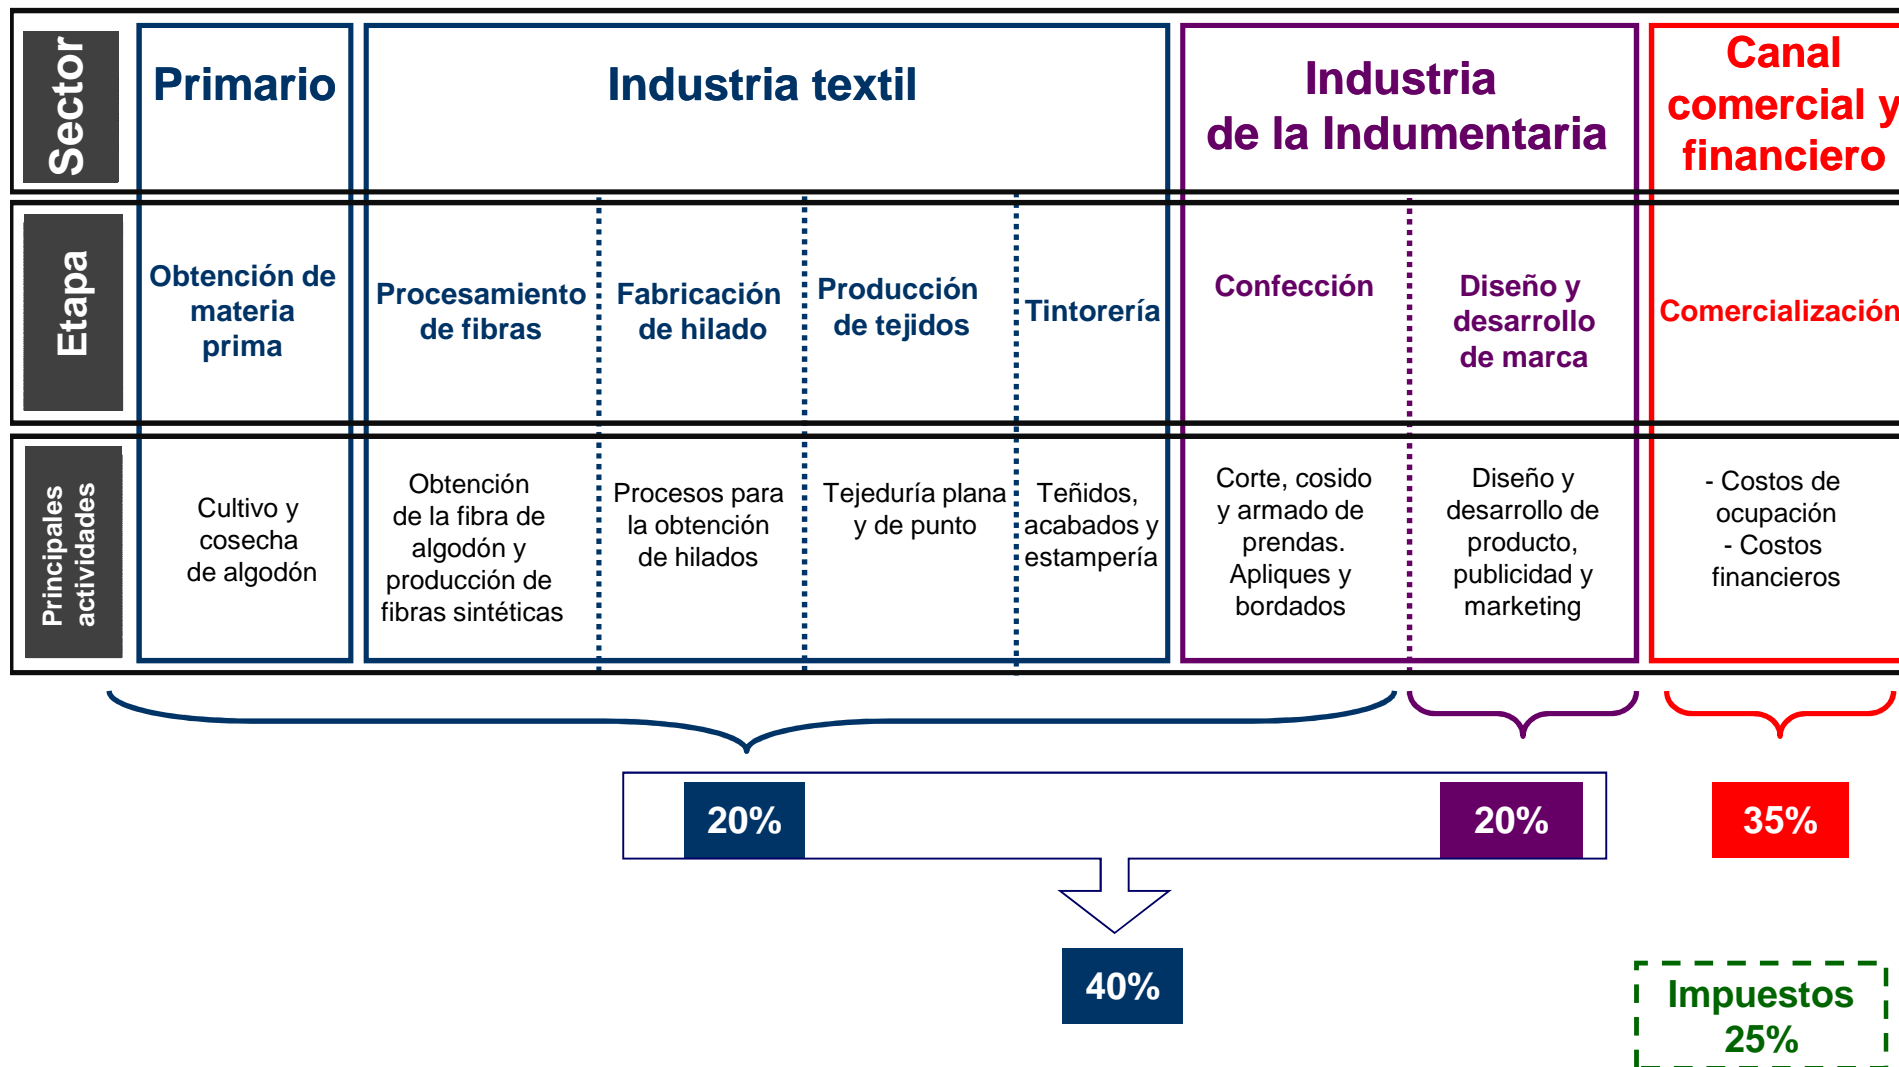 Sector
Primario
Industria textil
Industria
de la Indumentaria
Canal
comercial y
financiero
Etapa
Obtención de
materia
prima
Procesamiento
de fibras
Fabricación
de hilado
Producción
de tejidos
Tintorería
Confección
Diseño y
desarrollo
de marca
Comercialización
Principales
actividades
Cultivo y
cosecha
de algodón
Obtención
de la fibra de
algodón y
producción de
fibras sintéticas
Procesos para
la obtención
de hilados
Tejeduría plana
y de punto
Teñidos,
acabados y
estampería
Corte, cosido
y armado de
prendas.
Apliques y
bordados
Diseño y
desarrollo de
producto,
publicidad y
marketing
- Costos de
ocupación
- Costos
financieros
20%
20%
35%
40%
Impuestos
25%